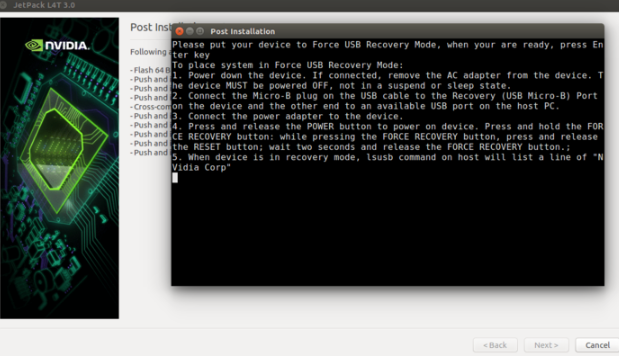 JetPack L4T 3.0
NVIDIA.
Post Inst
Following
- Flash 64 B
- Push and
- Push and
- Push and
- Cross-com
- Push and
- Push and
- Push and
- Push and
- Push and
Post Installation
Please put your device to Force USB Recovery Mode, when your are ready, press En
ter key
To place system in Force USB Recovery Mode:
1. Power down the device. If connected, remove the AC adapter from the device. T
he device MUST be powered OFF, not in a suspend or sleep state.
2. Connect the Micro-B plug on the USB cable to the Recovery (USB Micro-B) Port
on the device and the other end to an available USB port on the host PC.
3. Connect the power adapter to the device.
4. Press and release the POWER button to power on device. Press and hold the FOR
CE RECOVERY button: while pressing the FORCE RECOVERY button, press and release
the RESET button; wait two seconds and release the FORCE RECOVERY button.;
5. When device is in recovery mode, lsusb command on host will list a line of "N
Vidia Corp"
< Back
Next >
Cancel